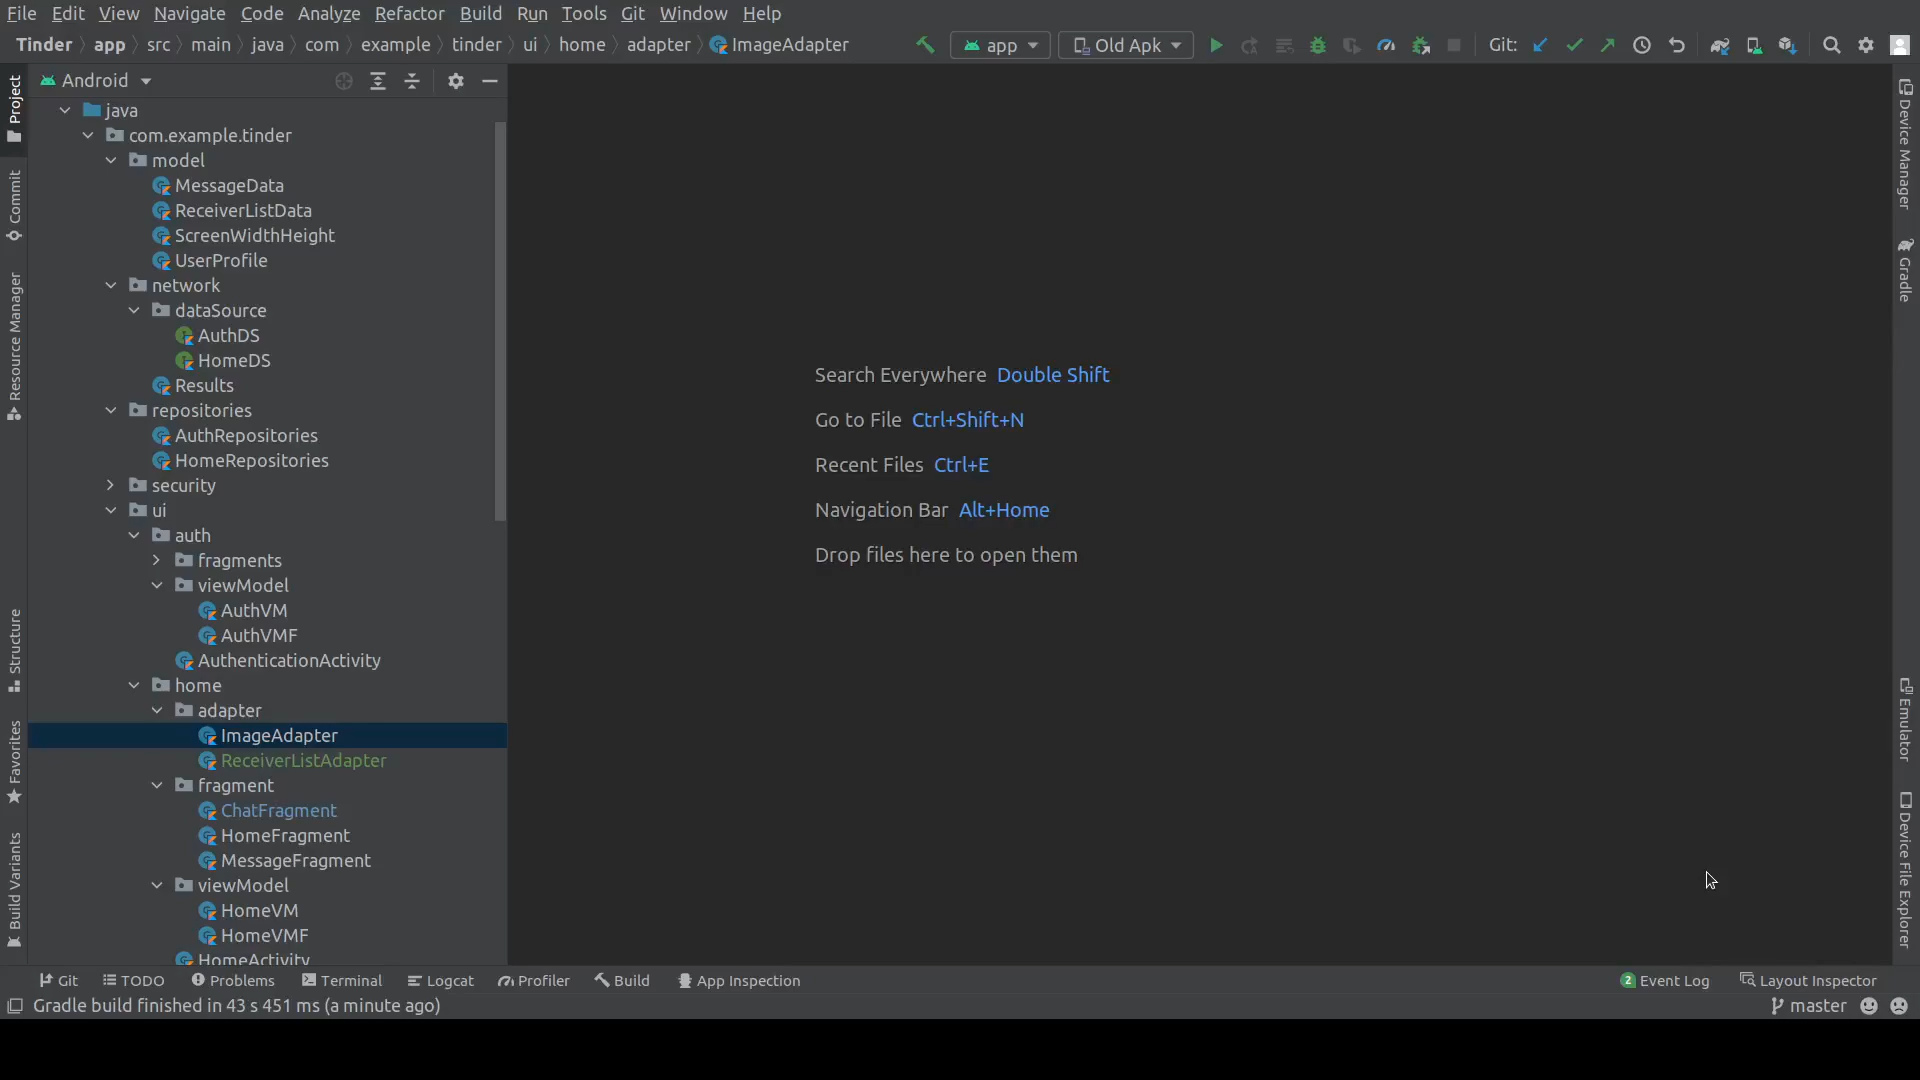 File Edit View Navigate Code Analyze Refactor Build Run Tools Git Window Help
Tinder app src main java com example tinder ui home adapter ImageAdapter app Old Apk Git:
Android
java
com.example.tinder
model
MessageData
ReceiverListData
ScreenWidthHeight
UserProfile
network
dataSource
AuthDS
HomeDS
Results
repositories
AuthRepositories
HomeRepositories
security
ui
auth
fragments
viewModel
AuthVM
AuthVMF
AuthenticationActivity
home
adapter
ImageAdapter
ReceiverListAdapter
fragment
ChatFragment
HomeFragment
MessageFragment
viewModel
HomeVM
HomeVMF
HomeActivity
Project
Commit
Resource Manager
Structure
Favorites
Build Variants
Search Everywhere Double Shift
Go to File Ctrl+Shift+N
Recent Files Ctrl+E
Navigation Bar Alt+Home
Drop files here to open them
Device Manager
Gradle
Emulator
Device File Explorer
Git TODO Problems Terminal Logcat Profiler Build App Inspection 2 Event Log Layout Inspector
Gradle build finished in 43 s 451 ms (a minute ago) master